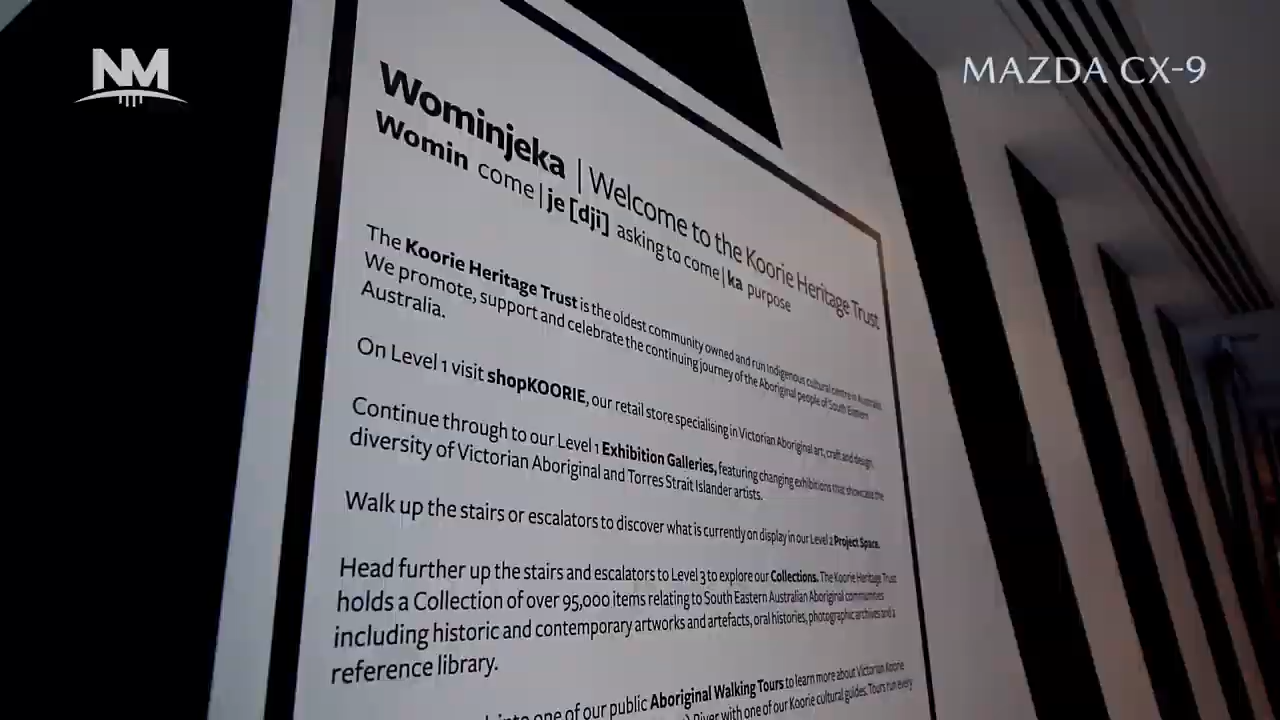 NM
MAZDA CX-9
Wominjeka | Welcome to the Koorie Heritage Trust
Womin come | je [dji] asking to come | ka purpose
The Koorie Heritage Trust is the oldest community owned and run Indigenous cultural centre in Australia.
We promote, support and celebrate the continuing journey of the Aboriginal people of South Eastern
Australia.
On Level 1 visit shopKOORIE, our retail store specialising in Victorian Aboriginal art, craft and design.
Continue through to our Level 1 Exhibition Galleries, featuring changing exhibitions that showcase the
diversity of Victorian Aboriginal and Torres Strait Islander artists.
Walk up the stairs or escalators to discover what is currently on display in our Level 2 Project Space.
Head further up the stairs and escalators to Level 3 to explore our Collections. The Koorie Heritage Trust
holds a Collection of over 95,000 items relating to South Eastern Australian Aboriginal communities
including historic and contemporary artworks and artefacts, oral histories, photographic archives and a
reference library.
into one of our public Aboriginal Walking Tours to learn more about Victorian Koorie
River with one of our Koorie cultural guides. Tours run every